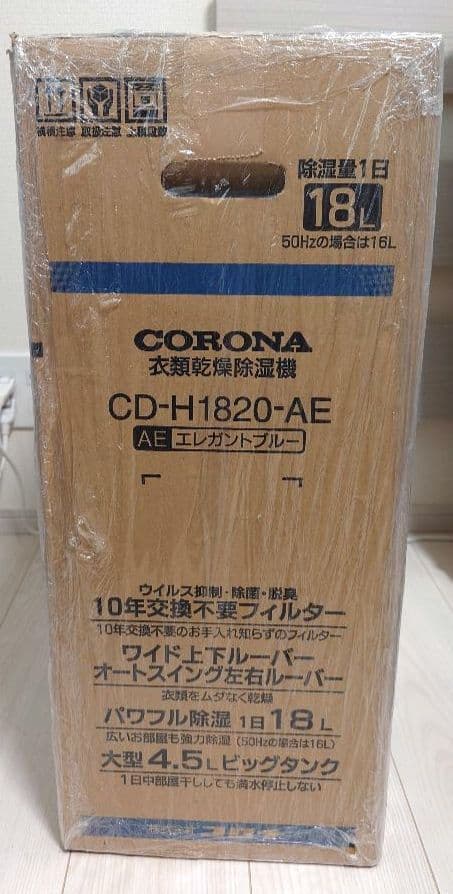 横積注意 取扱注意 上積段数
除湿量1日
18L
50Hzの場合は16L
CORONA
衣類乾燥除湿機
CD-H1820-AE
AE エレガントブルー
ウイルス抑制・除菌・脱臭
10年交換不要フィルター
10年交換不要のお手入れ知らずのフィルター
ワイド上下ルーバー
オートスイング左右ルーバー
衣類をムダなく乾燥
パワフル除湿 1日18L
広いお部屋も強力除湿(50Hzの場合は16L)
大型4.5Lビッグタンク
1日中部屋干ししても満水停止しない